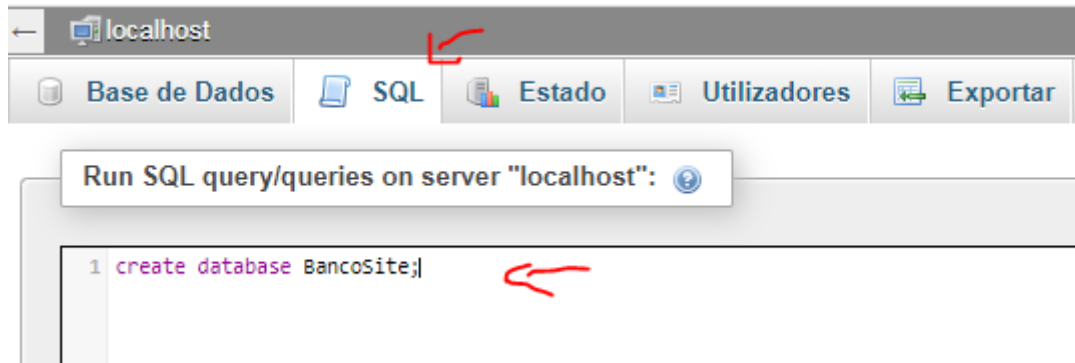 ← localhost
Base de Dados SQL Estado Utilizadores Exportar
Run SQL query/queries on server "localhost":
1 create database BancoSite;